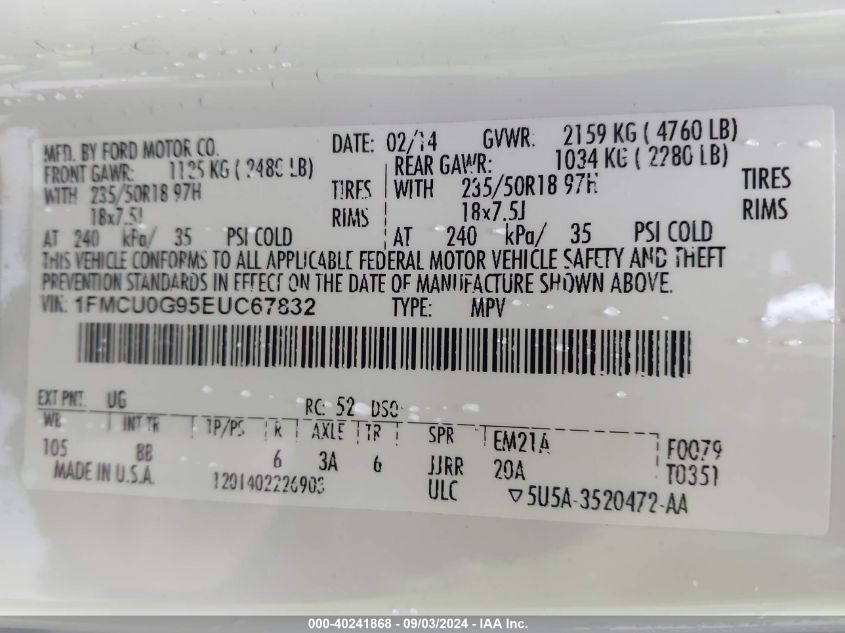 MFD. BY FORD MOTOR CO. DATE: 02/14 GVWR: 2159 KG ( 4760 LB)
FRONT GAWR: 1125 KG ( 2480 LB) REAR GAWR: 1034 KG ( 2280 LB)
WITH 235/50R18 97H TIRES WITH 235/50R18 97H TIRES
18x7.5J RIMS 18x7.5J RIMS
AT 240 kPa/ 35 PSI COLD AT 240 kPa/ 35 PSI COLD
THIS VEHICLE CONFORMS TO ALL APPLICABLE FEDERAL MOTOR VEHICLE SAFETY AND THEFT
PREVENTION STANDARDS IN EFFECT ON THE DATE OF MANUFACTURE SHOWN ABOVE.
VIN: 1FMCU0G95EUC67832 TYPE: MPV
EXT PNT: UG RC: 52 DSO:
WB INT TR TP/PS R AXLE TR SPR EM21A F0079
105 88 6 3A 6 JJRR 20A T0351
MADE IN U.S.A. 1201402226903 ULC ▽5U5A-3520472-AA
000-40241868 - 09/03/2024 - IAA Inc.